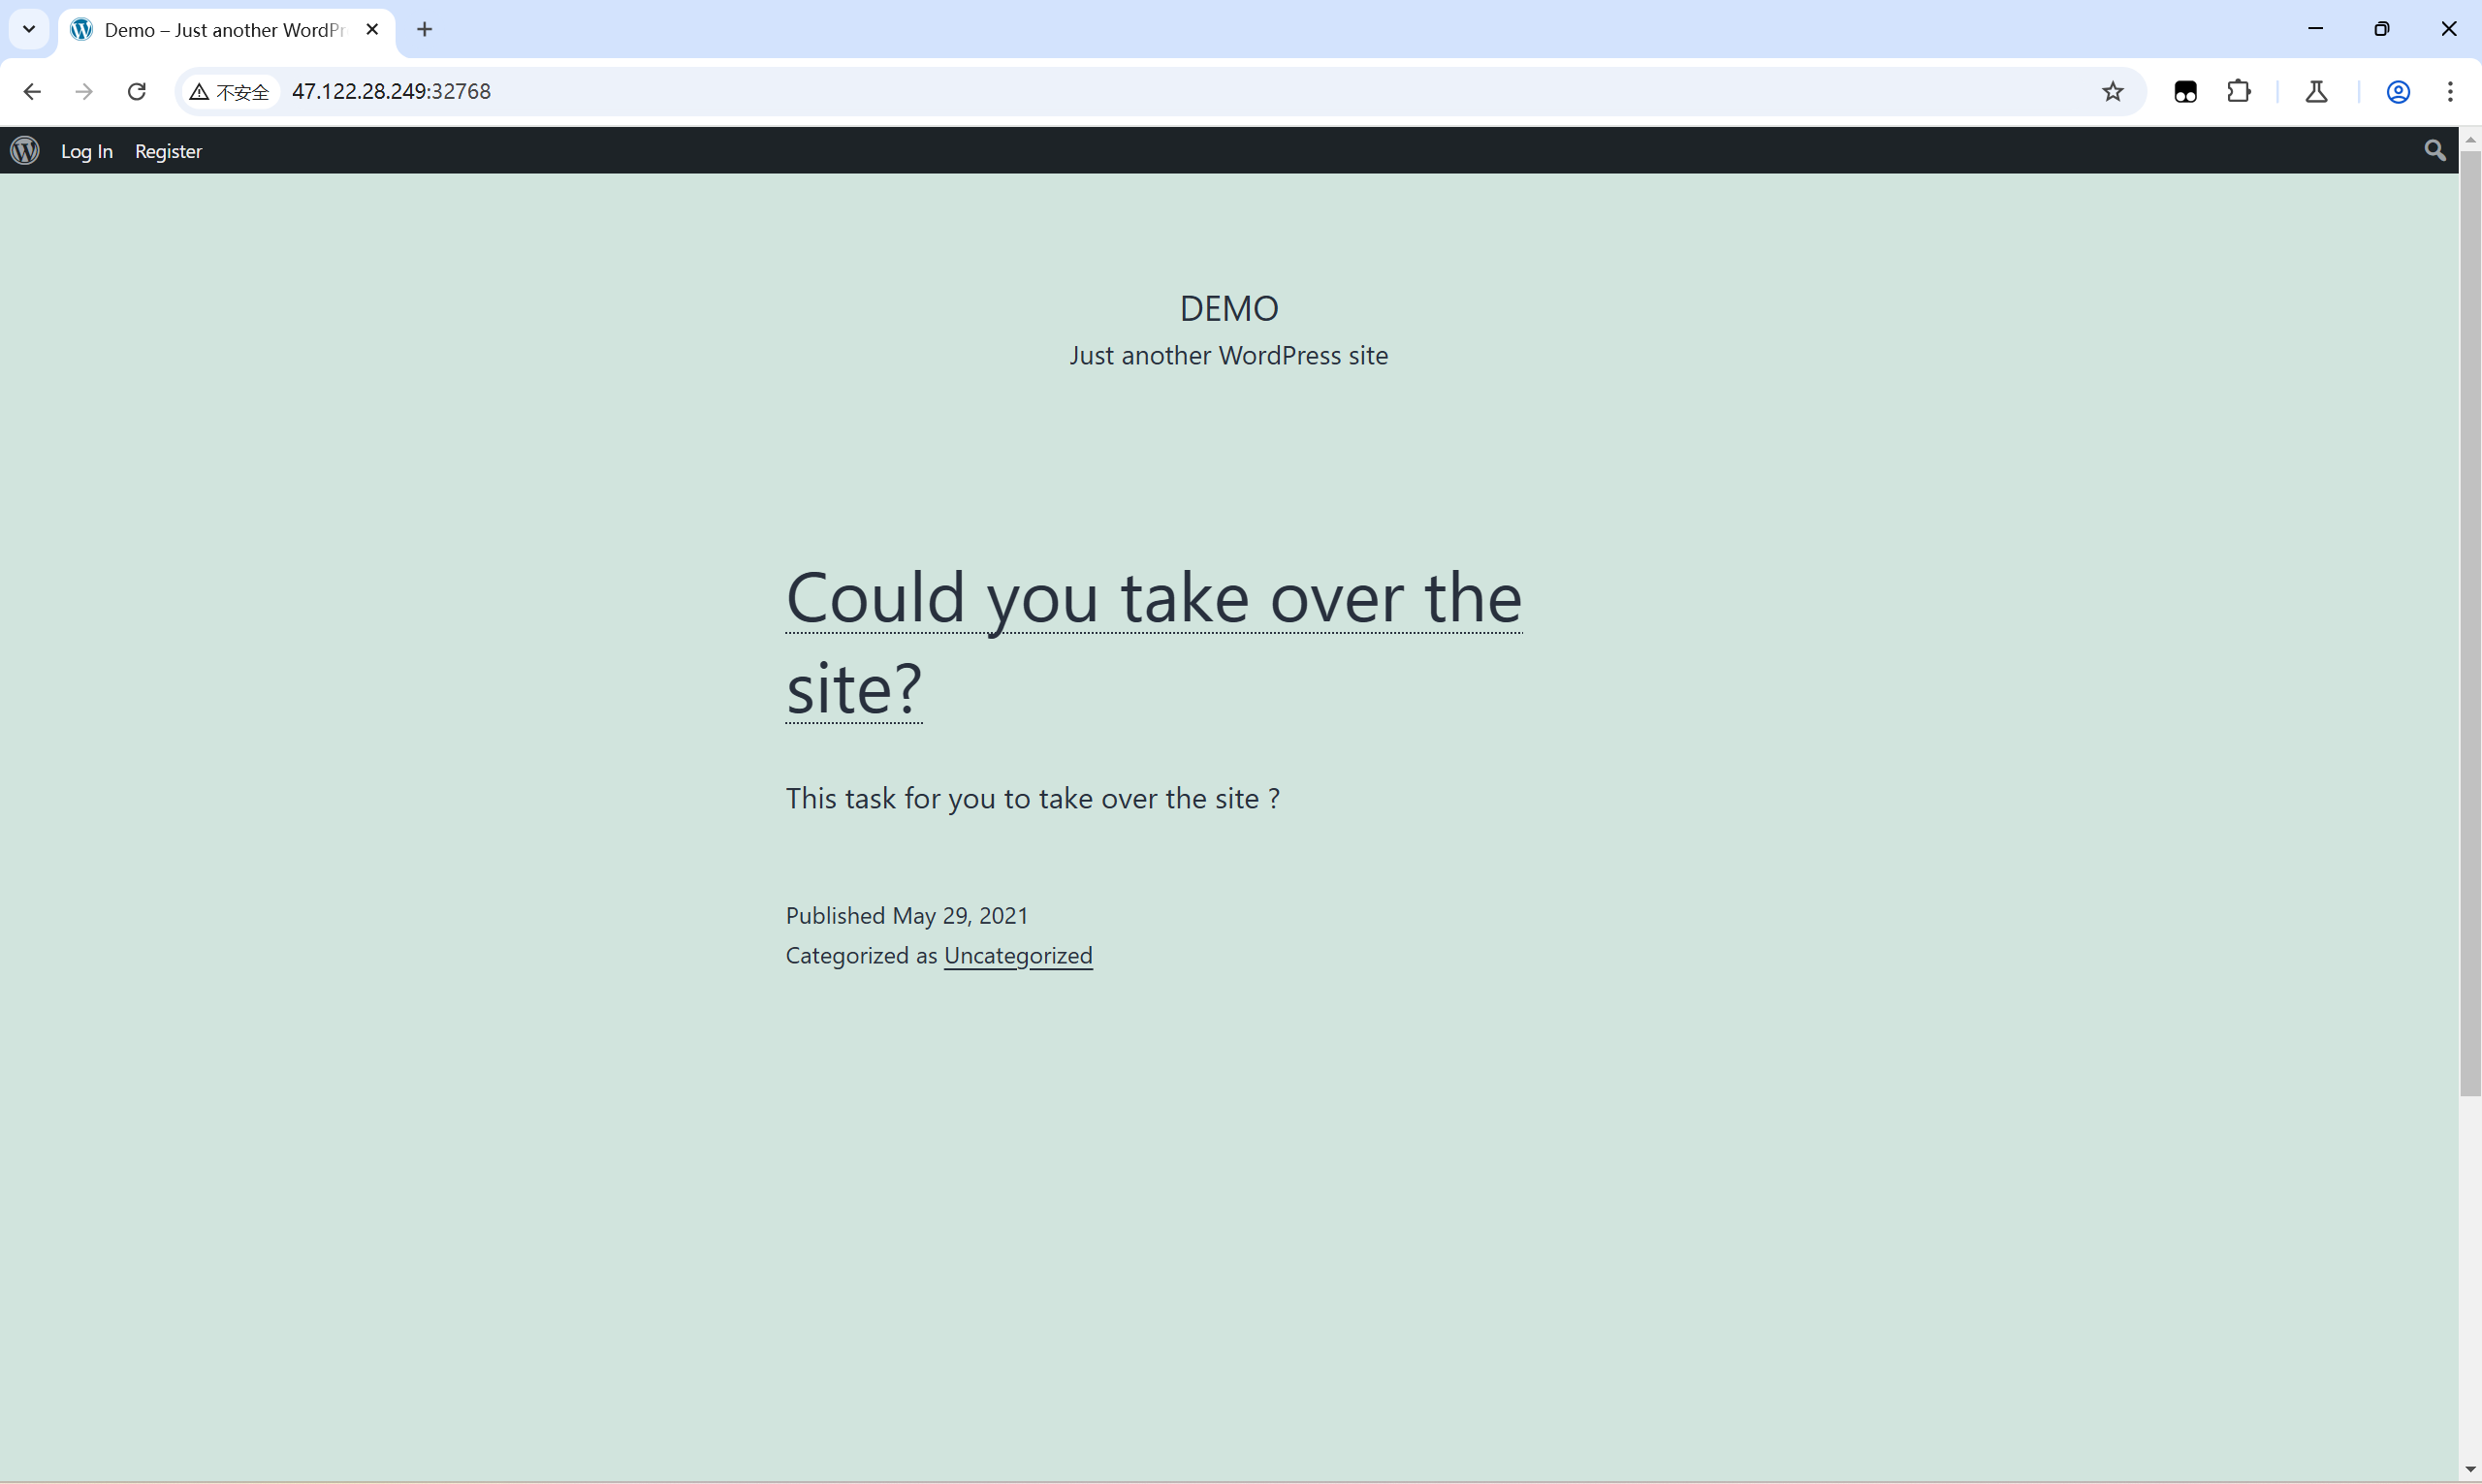 Demo – Just another WordPr
不安全
47.122.28.249:32768
Log In
Register
DEMO
Just another WordPress site
Could you take over the
site?
This task for you to take over the site ?
Published May 29, 2021
Categorized as Uncategorized